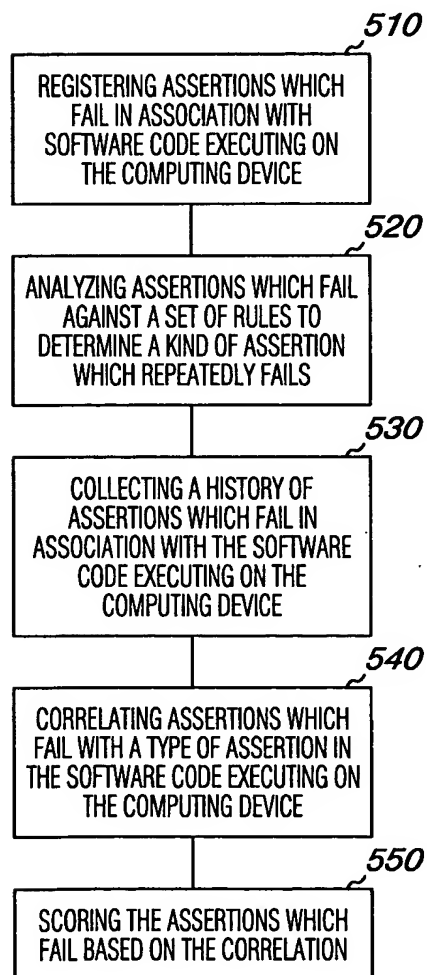 510
REGISTERING ASSERTIONS WHICH
FAIL IN ASSOCIATION WITH
SOFTWARE CODE EXECUTING ON
THE COMPUTING DEVICE
520
ANALYZING ASSERTIONS WHICH FAIL
AGAINST A SET OF RULES TO
DETERMINE A KIND OF ASSERTION
WHICH REPEATEDLY FAILS
530
COLLECTING A HISTORY OF
ASSERTIONS WHICH FAIL IN
ASSOCIATION WITH THE SOFTWARE
CODE EXECUTING ON THE
COMPUTING DEVICE
540
CORRELATING ASSERTIONS WHICH
FAIL WITH A TYPE OF ASSERTION IN
THE SOFTWARE CODE EXECUTING ON
THE COMPUTING DEVICE
550
SCORING THE ASSERTIONS WHICH
FAIL BASED ON THE CORRELATION